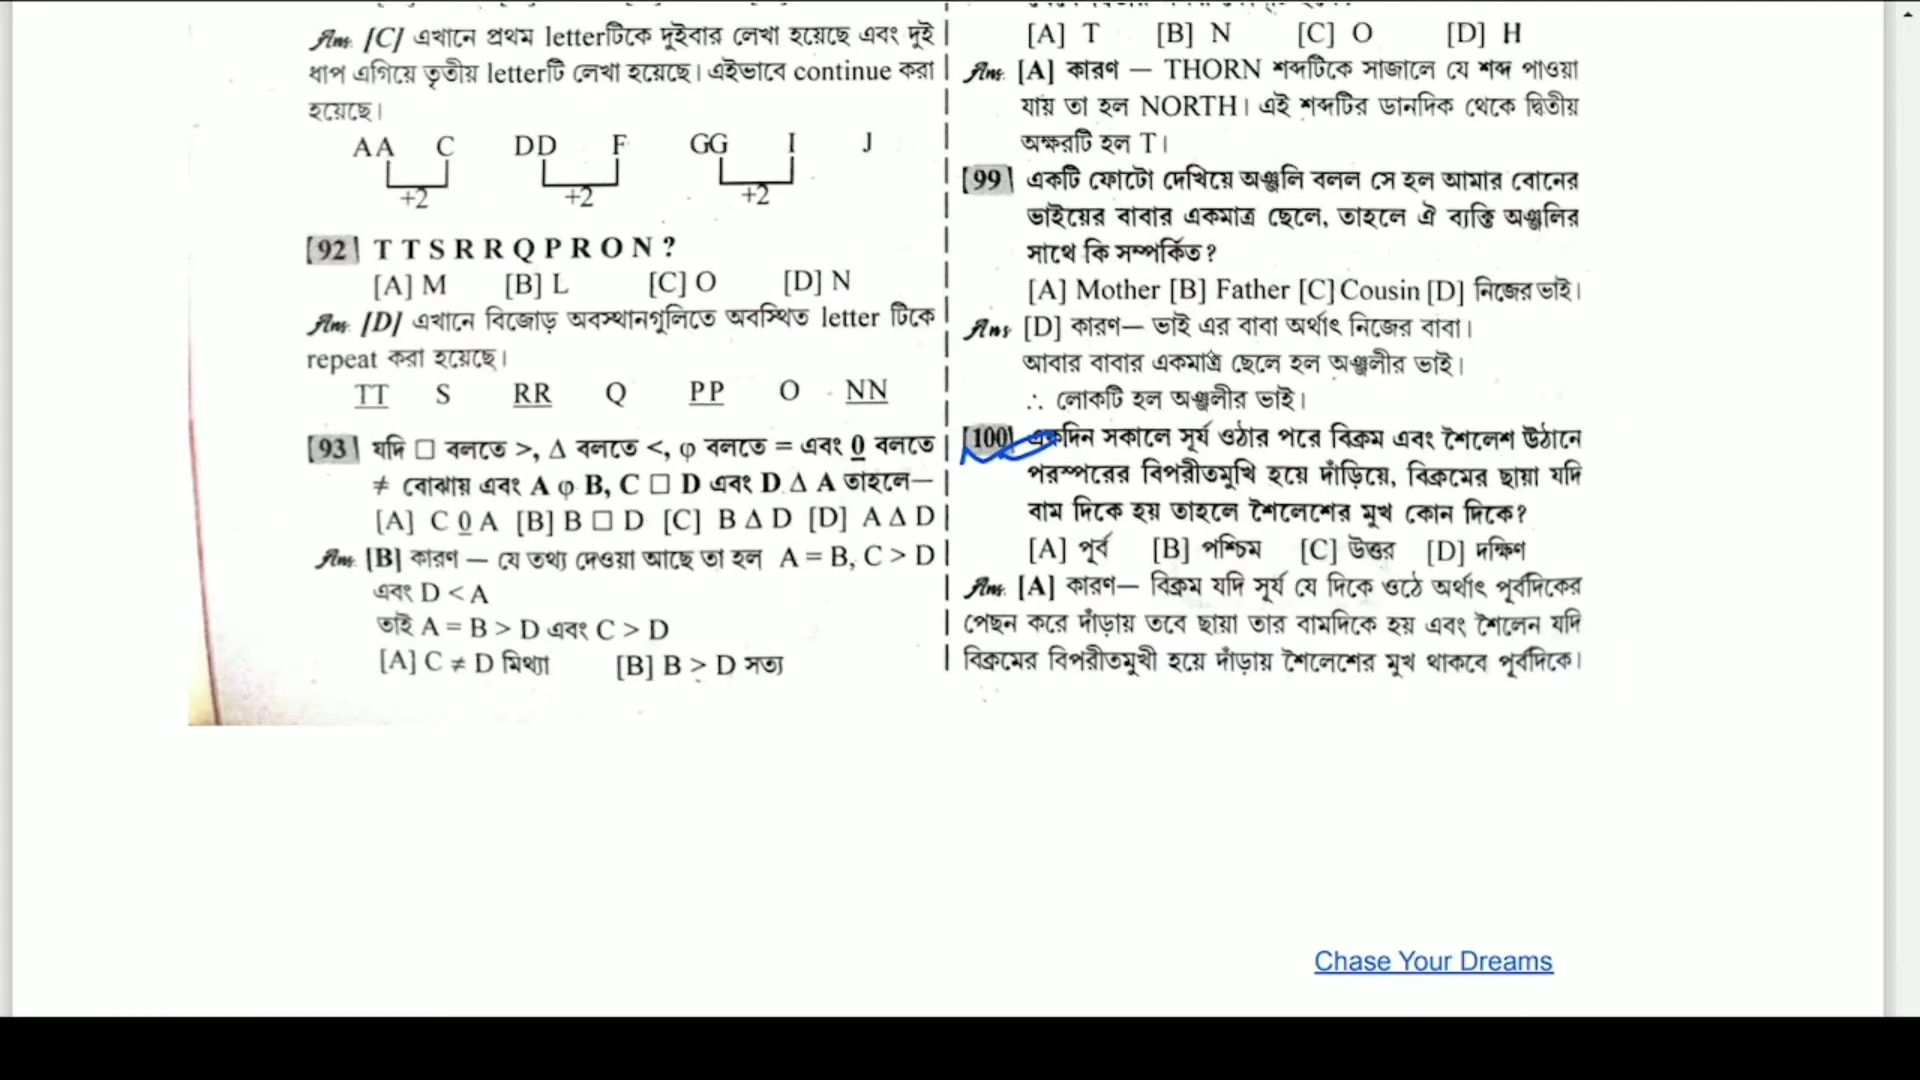 Ans. [C] এখানে প্রথম letterটিকে দুইবার লেখা হয়েছে এবং দুই
ধাপ এগিয়ে তৃতীয় letterটি লেখা হয়েছে। এইভাবে continue করা
হয়েছে।
AA C DD F GG I J
+2 +2 +2
[92] T T S R R Q P R O N ?
[A] M [B] L [C] O [D] N
Ans. [D] এখানে বিজোড় অবস্থানগুলিতে অবস্থিত letter টিকে
repeat করা হয়েছে।
TT S RR Q PP O NN
[93] যদি □ বলতে >, Δ বলতে <, φ বলতে = এবং 0 বলতে
≠ বোঝায় এবং A φ B, C □ D এবং D Δ A তাহলে—
[A] C 0 A [B] B □ D [C] B Δ D [D] A Δ D
Ans. [B] কারণ — যে তথ্য দেওয়া আছে তা হল A = B, C > D
এবং D < A
তাই A = B > D এবং C > D
[A] C ≠ D মিথ্যা [B] B > D সত্য
[A] T [B] N [C] O [D] H
Ans. [A] কারণ — THORN শব্দটিকে সাজালে যে শব্দ পাওয়া
যায় তা হল NORTH। এই শব্দটির ডানদিক থেকে দ্বিতীয়
অক্ষরটি হল T।
[99] একটি ফোটো দেখিয়ে অঞ্জলি বলল সে হল আমার বোনের
ভাইয়ের বাবার একমাত্র ছেলে, তাহলে ঐ ব্যক্তি অঞ্জলির
সাথে কি সম্পর্কিত?
[A] Mother [B] Father [C] Cousin [D] নিজের ভাই।
Ans [D] কারণ— ভাই এর বাবা অর্থাৎ নিজের বাবা।
আবার বাবার একমাত্র ছেলে হল অঞ্জলীর ভাই।
∴ লোকটি হল অঞ্জলীর ভাই।
[100] একদিন সকালে সূর্য ওঠার পরে বিক্রম এবং শৈলেশ উঠানে
পরস্পরের বিপরীতমুখি হয়ে দাঁড়িয়ে, বিক্রমের ছায়া যদি
বাম দিকে হয় তাহলে শৈলেশের মুখ কোন দিকে?
[A] পূর্ব [B] পশ্চিম [C] উত্তর [D] দক্ষিণ
Ans. [A] কারণ— বিক্রম যদি সূর্য যে দিকে ওঠে অর্থাৎ পূর্বদিকের
পেছন করে দাঁড়ায় তবে ছায়া তার বামদিকে হয় এবং শৈলেন যদি
বিক্রমের বিপরীতমুখী হয়ে দাঁড়ায় শৈলেশের মুখ থাকবে পূর্বদিকে।
Chase Your Dreams